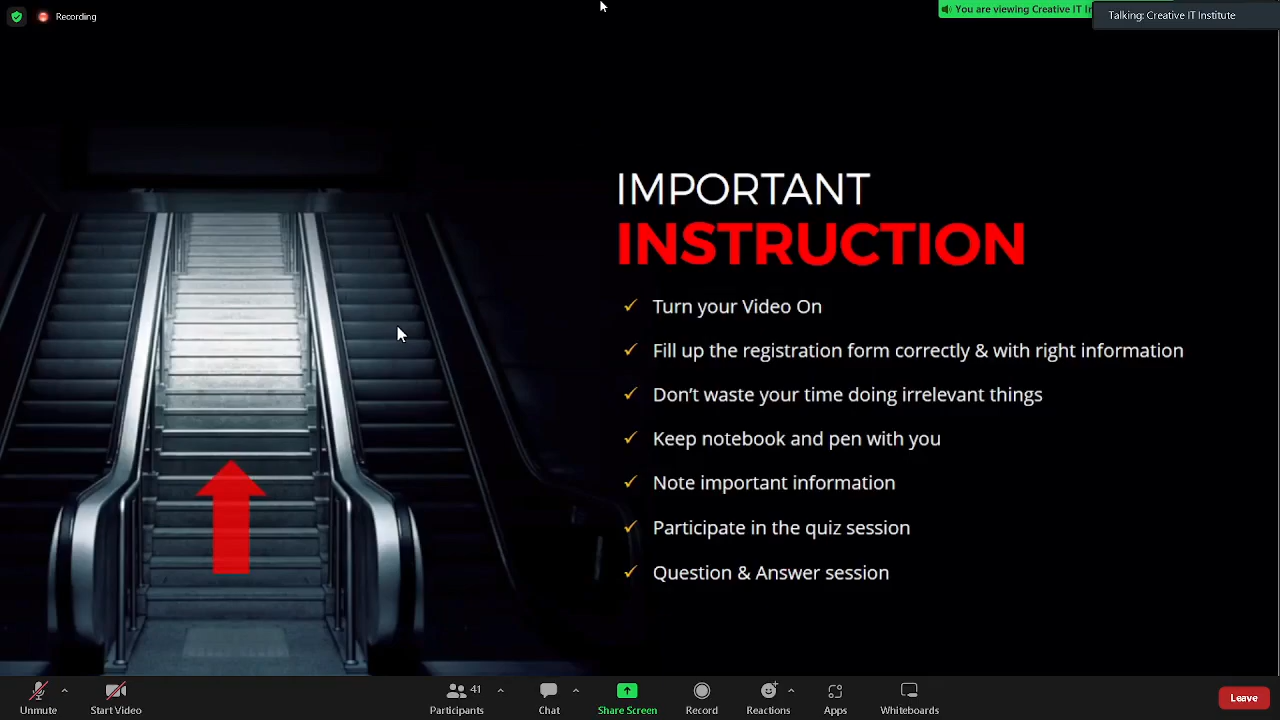 Recording
You are viewing Creative IT
Talking: Creative IT Institute
IMPORTANT
INSTRUCTION
✓ Turn your Video On
✓ Fill up the registration form correctly & with right information
✓ Don’t waste your time doing irrelevant things
✓ Keep notebook and pen with you
✓ Note important information
✓ Participate in the quiz session
✓ Question & Answer session
Unmute
Start Video
41
Participants
Chat
Share Screen
Record
Reactions
Apps
Whiteboards
Leave